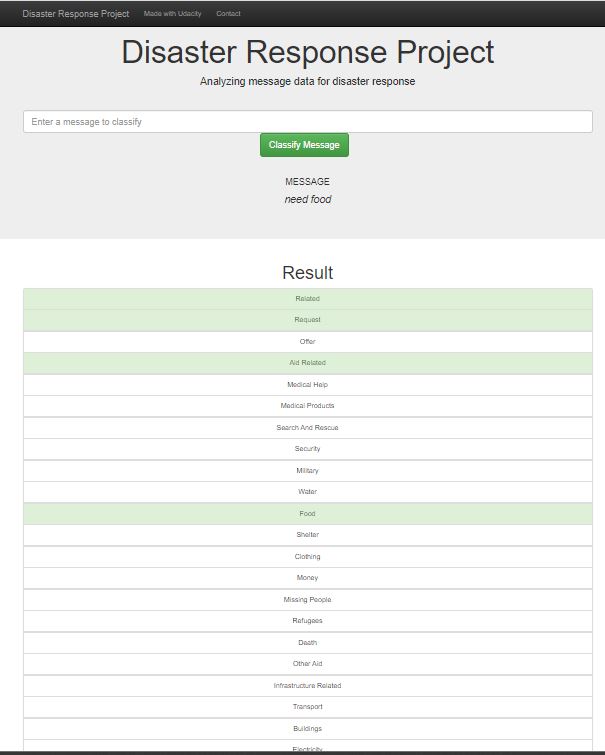 Disaster Response Project Made with Udacity Contact
Disaster Response Project
Analyzing message data for disaster response
Enter a message to classify
Classify Message
MESSAGE
need food
Result
Related
Request
Offer
Aid Related
Medical Help
Medical Products
Search And Rescue
Security
Military
Water
Food
Shelter
Clothing
Money
Missing People
Refugees
Death
Other Aid
Infrastructure Related
Transport
Buildings
Electricity